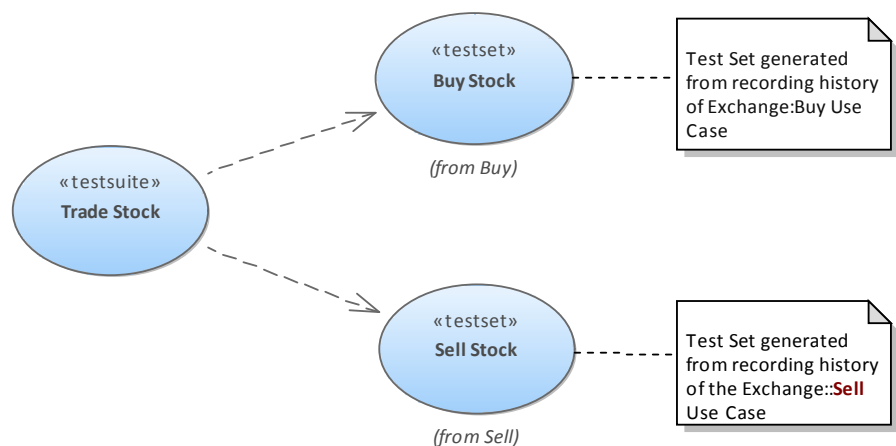 «testset»
Buy Stock
(from Buy)
Test Set generated
from recording history
of Exchange:Buy Use
Case
«testsuite»
Trade Stock
«testset»
Sell Stock
(from Sell)
Test Set generated
from recording history
of the Exchange::Sell
Use Case